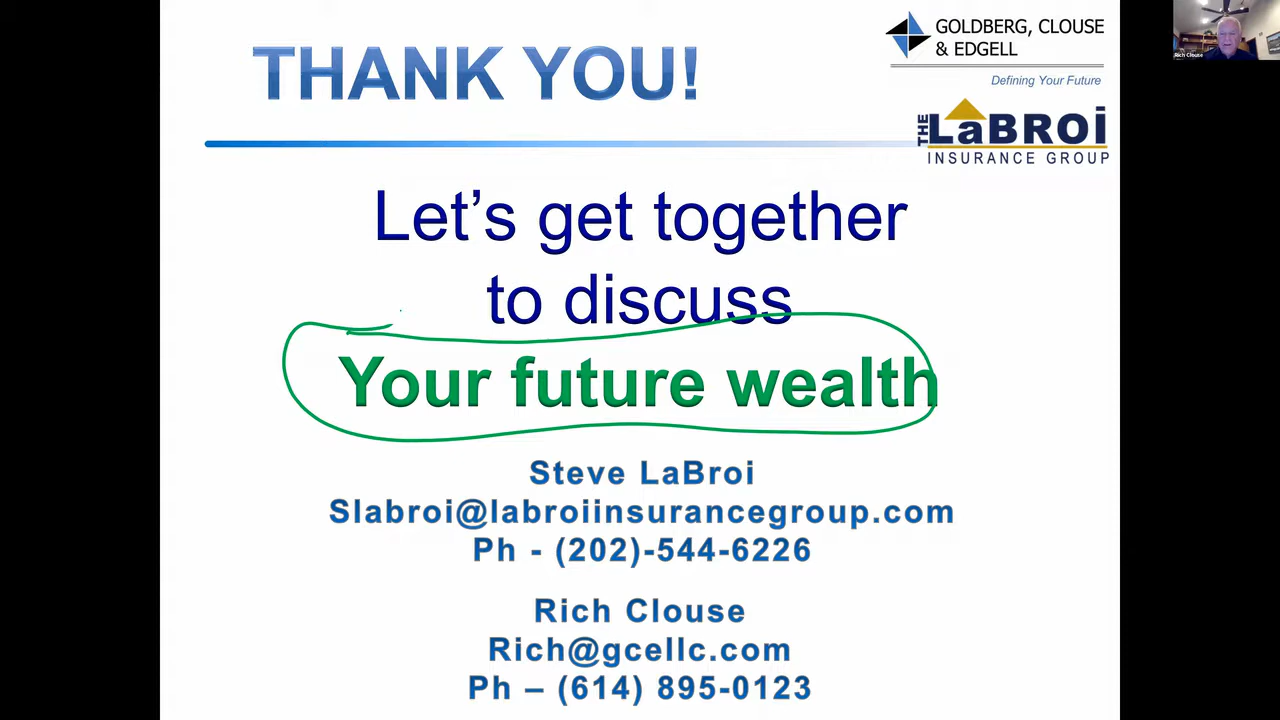 THANK YOU!
GOLDBERG, CLOUSE
& EDGELL
Defining Your Future
THE LaBROi
INSURANCE GROUP
Rich Clouse
Let's get together
to discuss
Your future wealth
Steve LaBroi
Slabroi@labroiinsurancegroup.com
Ph - (202)-544-6226
Rich Clouse
Rich@gcellc.com
Ph – (614) 895-0123